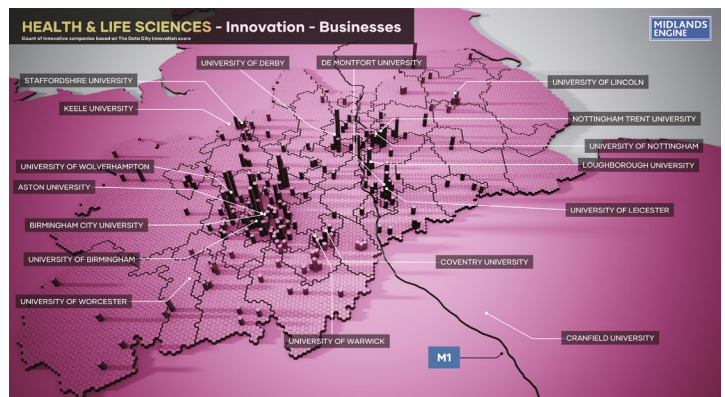 HEALTH & LIFE SCIENCES - Innovation - Businesses
Count of innovative companies based on The Data City innovation score
MIDLANDS
ENGINE
UNIVERSITY OF DERBY
DE MONTFORT UNIVERSITY
STAFFORDSHIRE UNIVERSITY
UNIVERSITY OF LINCOLN
KEELE UNIVERSITY
NOTTINGHAM TRENT UNIVERSITY
UNIVERSITY OF NOTTINGHAM
UNIVERSITY OF WOLVERHAMPTON
LOUGHBOROUGH UNIVERSITY
ASTON UNIVERSITY
UNIVERSITY OF LEICESTER
BIRMINGHAM CITY UNIVERSITY
UNIVERSITY OF BIRMINGHAM
COVENTRY UNIVERSITY
UNIVERSITY OF WORCESTER
UNIVERSITY OF WARWICK
CRANFIELD UNIVERSITY
M1